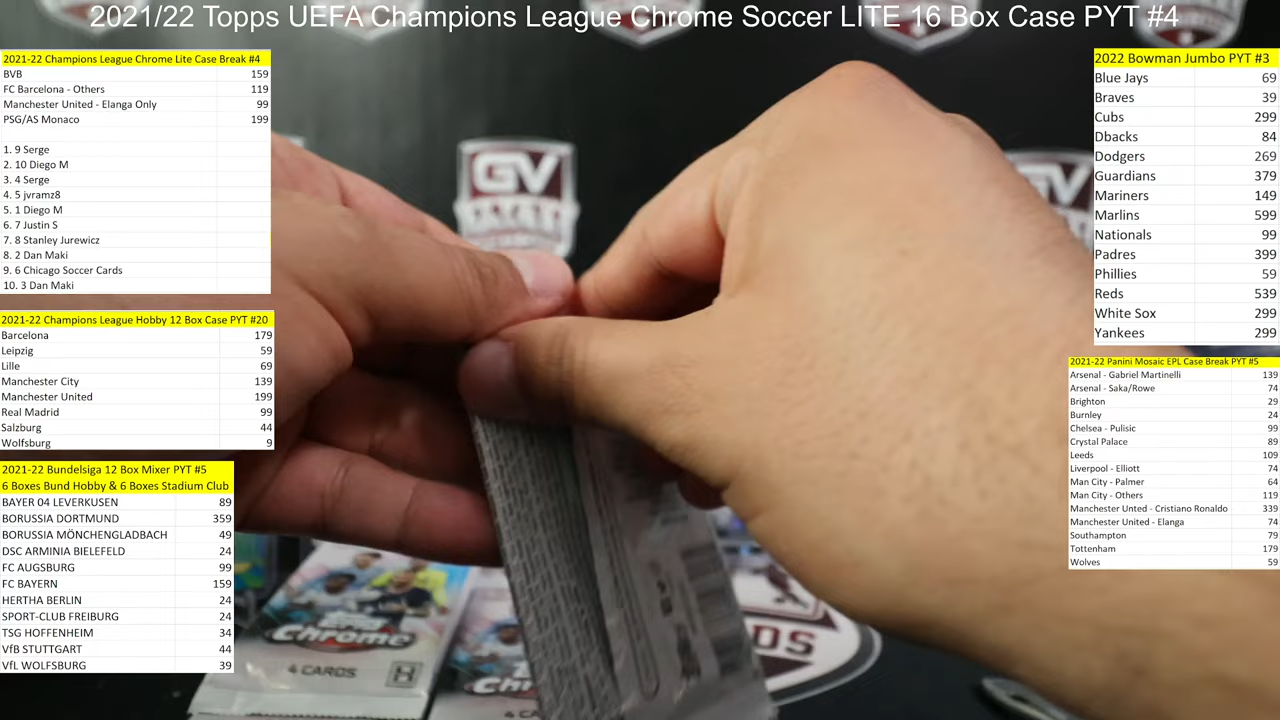 2021/22 Topps UEFA Champions League Chrome Soccer LITE 16 Box Case PYT #4
2021-22 Champions League Chrome Lite Case Break #4
BVB 159
FC Barcelona - Others 119
Manchester United - Elanga Only 99
PSG/AS Monaco 199
1. 9 Serge
2. 10 Diego M
3. 4 Serge
4. 5 jvramz8
5. 1 Diego M
6. 7 Justin S
7. 8 Stanley Jurewicz
8. 2 Dan Maki
9. 6 Chicago Soccer Cards
10. 3 Dan Maki
2021-22 Champions League Hobby 12 Box Case PYT #20
Barcelona 179
Leipzig 59
Lille 69
Manchester City 139
Manchester United 199
Real Madrid 99
Salzburg 44
Wolfsburg 9
2021-22 Bundelsiga 12 Box Mixer PYT #5
6 Boxes Bund Hobby & 6 Boxes Stadium Club
BAYER 04 LEVERKUSEN 89
BORUSSIA DORTMUND 359
BORUSSIA MÖNCHENGLADBACH 49
DSC ARMINIA BIELEFELD 24
FC AUGSBURG 99
FC BAYERN 159
HERTHA BERLIN 24
SPORT-CLUB FREIBURG 24
TSG HOFFENHEIM 34
VfB STUTTGART 44
VfL WOLFSBURG 39
2022 Bowman Jumbo PYT #3
Blue Jays 69
Braves 39
Cubs 299
Dbacks 84
Dodgers 269
Guardians 379
Mariners 149
Marlins 599
Nationals 99
Padres 399
Phillies 59
Reds 539
White Sox 299
Yankees 299
2021-22 Panini Mosaic EPL Case Break PYT #5
Arsenal - Gabriel Martinelli 139
Arsenal - Saka/Rowe 74
Brighton 29
Burnley 24
Chelsea - Pulisic 99
Crystal Palace 89
Leeds 109
Liverpool - Elliott 74
Man City - Palmer 64
Man City - Others 119
Manchester Unted - Cristiano Ronaldo 339
Manchester United - Elanga 74
Southampton 79
Tottenham 179
Wolves 59
GV
Chrome
4 CARDS
H